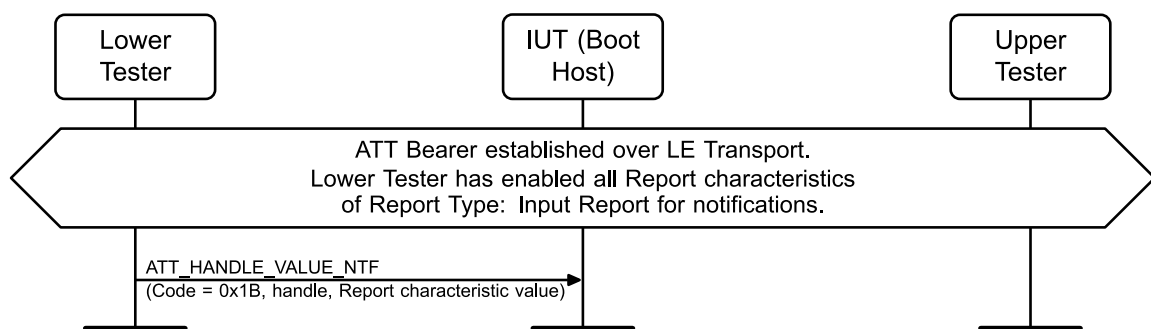 Lower
Tester
IUT (Boot
Host)
Upper
Tester
ATT Bearer established over LE Transport.
Lower Tester has enabled all Report characteristics
of Report Type: Input Report for notifications.
ATT_HANDLE_VALUE_NTF
(Code = 0x1B, handle, Report characteristic value)